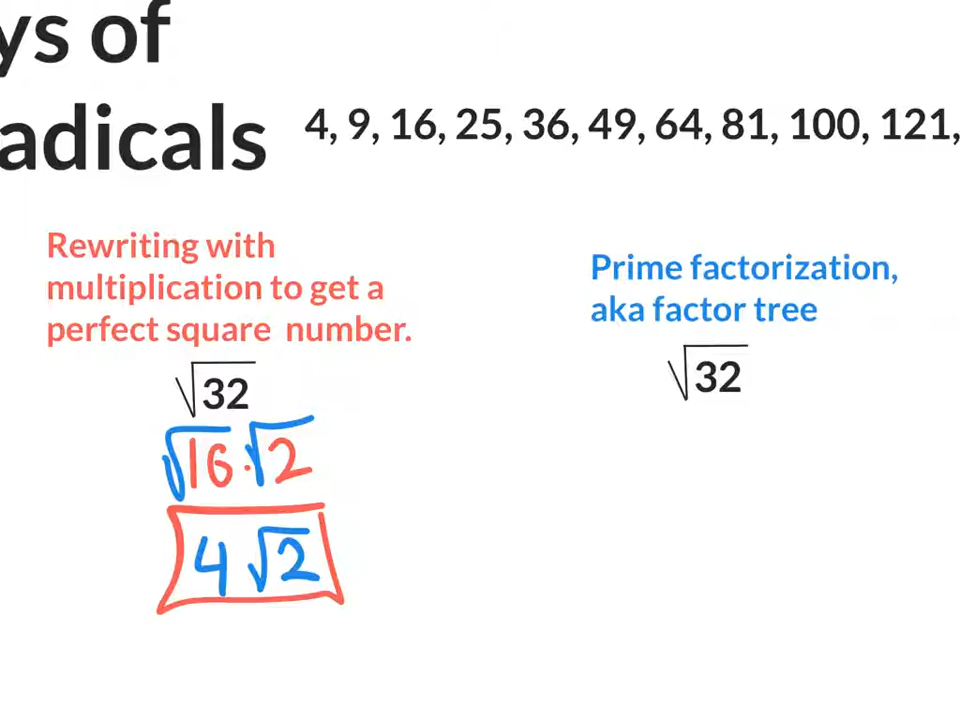 ys of
adicals
4, 9, 16, 25, 36, 49, 64, 81, 100, 121,
Rewriting with
multiplication to get a
perfect square number.
√32
√16·√2
4√2
Prime factorization,
aka factor tree
√32